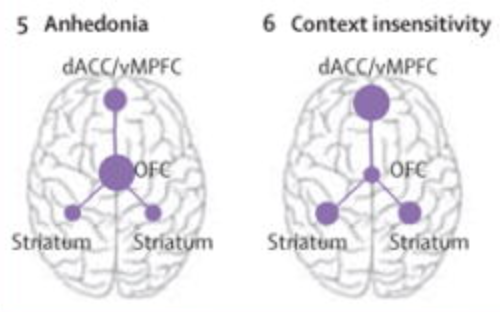 5 Anhedonia
dACC/vMPFC
OFC
Striatum
Striatum
6 Context insensitivity
dACC/vMPFC
OFC
Striatum
Striatum